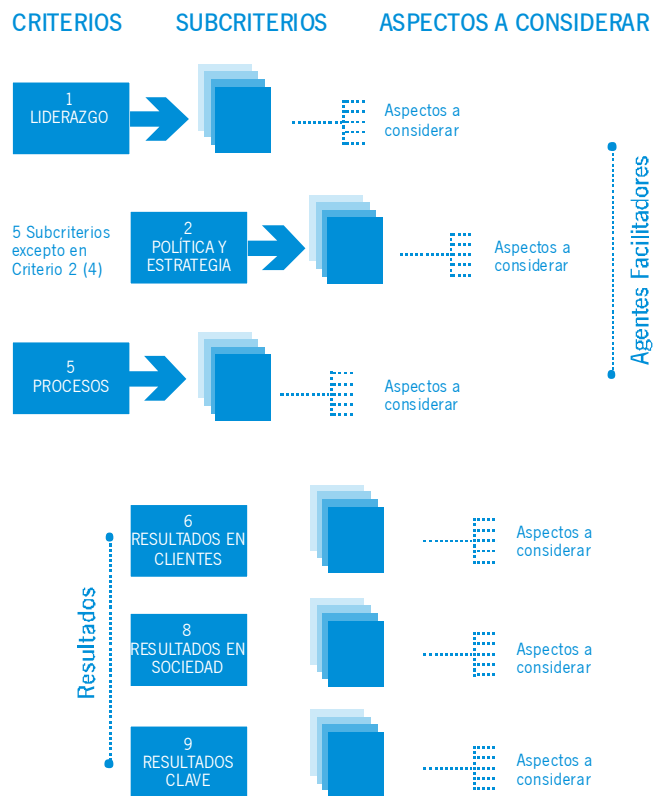 CRITERIOS SUBCRITERIOS ASPECTOS A CONSIDERAR
1
LIDERAZGO
Aspectos a
considerar
5 Subcriterios
excepto en
Criterio 2 (4)
2
POLÍTICA Y
ESTRATEGIA
Aspectos a
considerar
5
PROCESOS
Aspectos a
considerar
Agentes Facilitadores
6
RESULTADOS EN
CLIENTES
Aspectos a
considerar
8
RESULTADOS EN
SOCIEDAD
Aspectos a
considerar
9
RESULTADOS
CLAVE
Aspectos a
considerar
Resultados